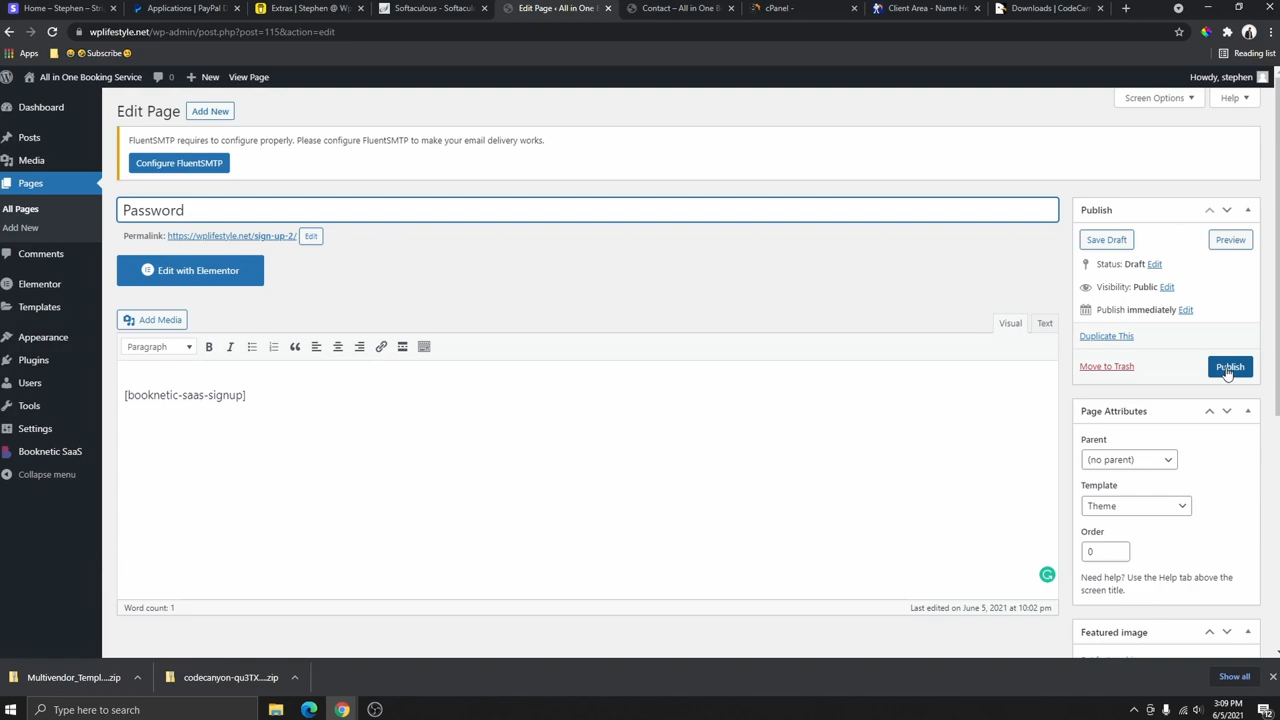 Home – Stephen – Stri
Applications | PayPal D
Extras | Stephen @ Wp
Softaculous - Softacul
Edit Page ‹ All in One B
Contact – All in One B
cPanel -
Client Area - Name He
Downloads | CodeCan
wplifestyle.net/wp-admin/post.php?post=115&action=edit
Apps
Subscribe
Reading list
All in One Booking Service
0
New
View Page
Howdy, stephen
Dashboard
Posts
Media
Pages
All Pages
Add New
Comments
Elementor
Templates
Appearance
Plugins
Users
Tools
Settings
Booknetic SaaS
Collapse menu
Screen Options
Help
Edit Page
Add New
FluentSMTP requires to configure properly. Please configure FluentSMTP to make your email delivery works.
Configure FluentSMTP
Password
Permalink: https://wplifestyle.net/sign-up-2/ Edit
Edit with Elementor
Add Media
Visual
Text
Paragraph
[booknetic-saas-signup]
Word count: 1
Last edited on June 5, 2021 at 10:02 pm
Publish
Save Draft
Preview
Status: Draft Edit
Visibility: Public Edit
Publish immediately Edit
Duplicate This
Move to Trash
Publish
Page Attributes
Parent
(no parent)
Template
Theme
Order
0
Need help? Use the Help tab above the
screen title.
Featured image
Multivendor_Templ....zip
codecanyon-qu3TX....zip
Show all
Type here to search
3:09 PM
6/5/2021